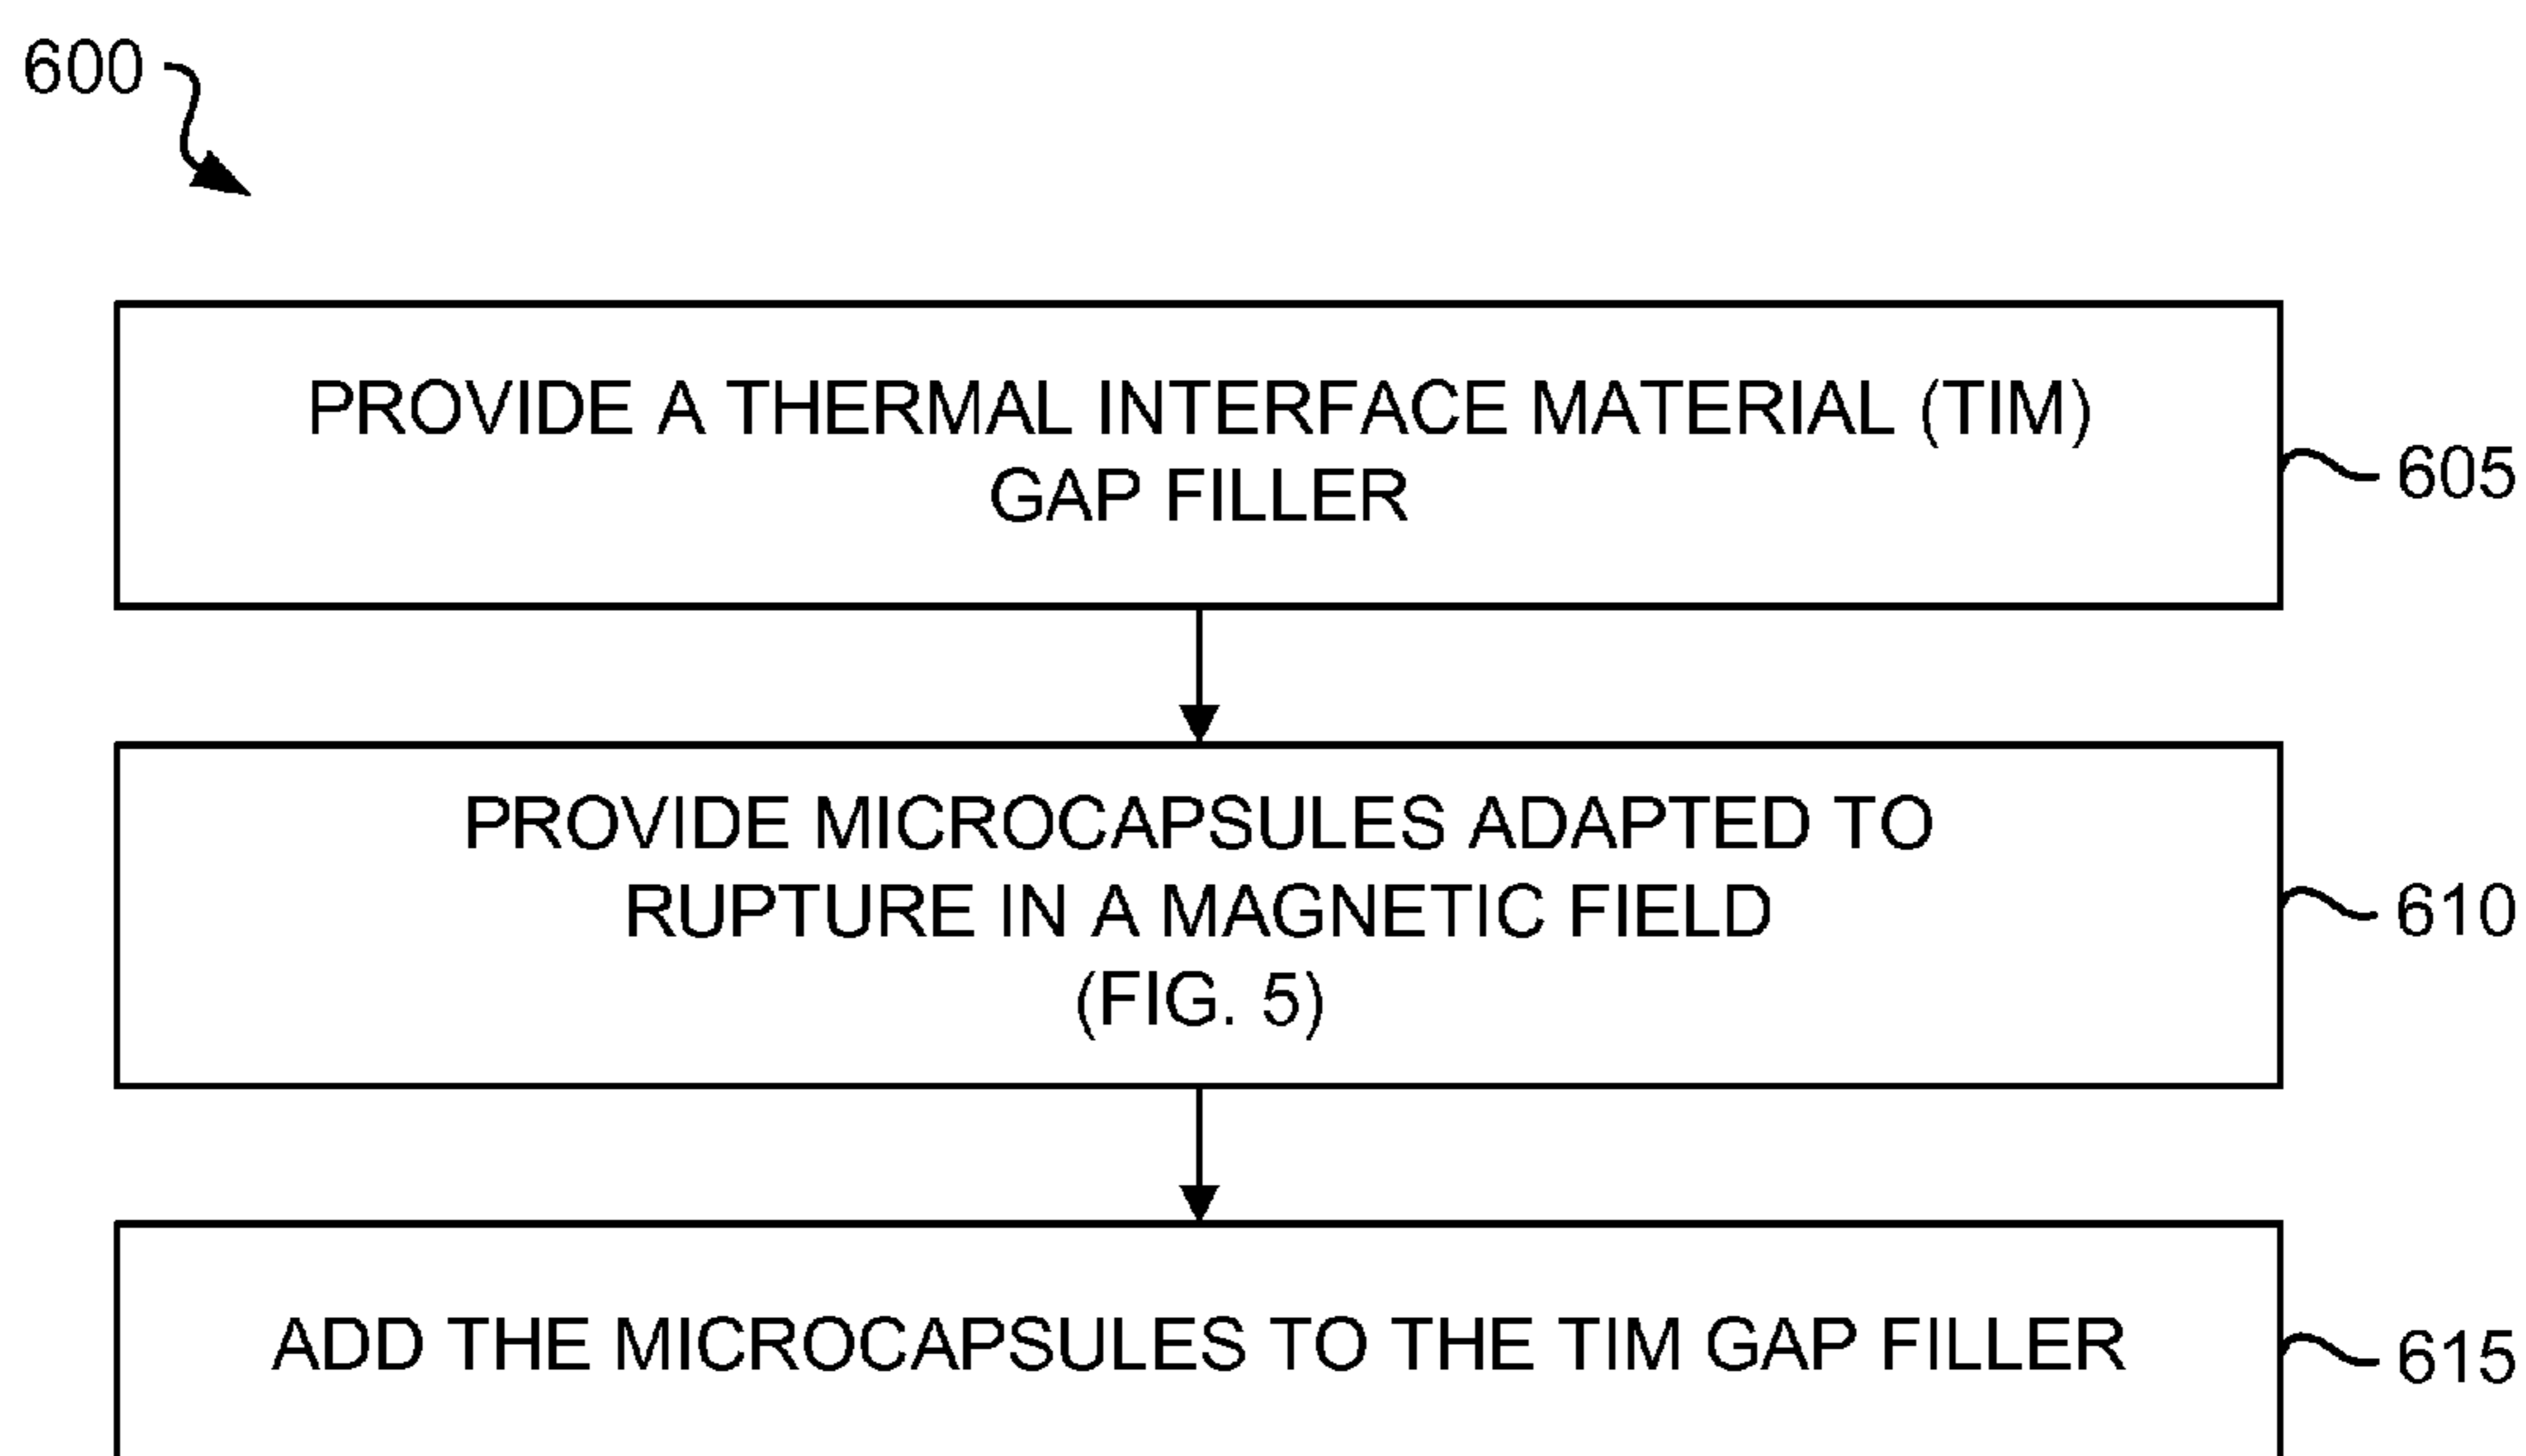 600
PROVIDE A THERMAL INTERFACE MATERIAL (TIM)
GAP FILLER
605
PROVIDE MICROCAPSULES ADAPTED TO
RUPTURE IN A MAGNETIC FIELD
(FIG. 5)
610
ADD THE MICROCAPSULES TO THE TIM GAP FILLER
615